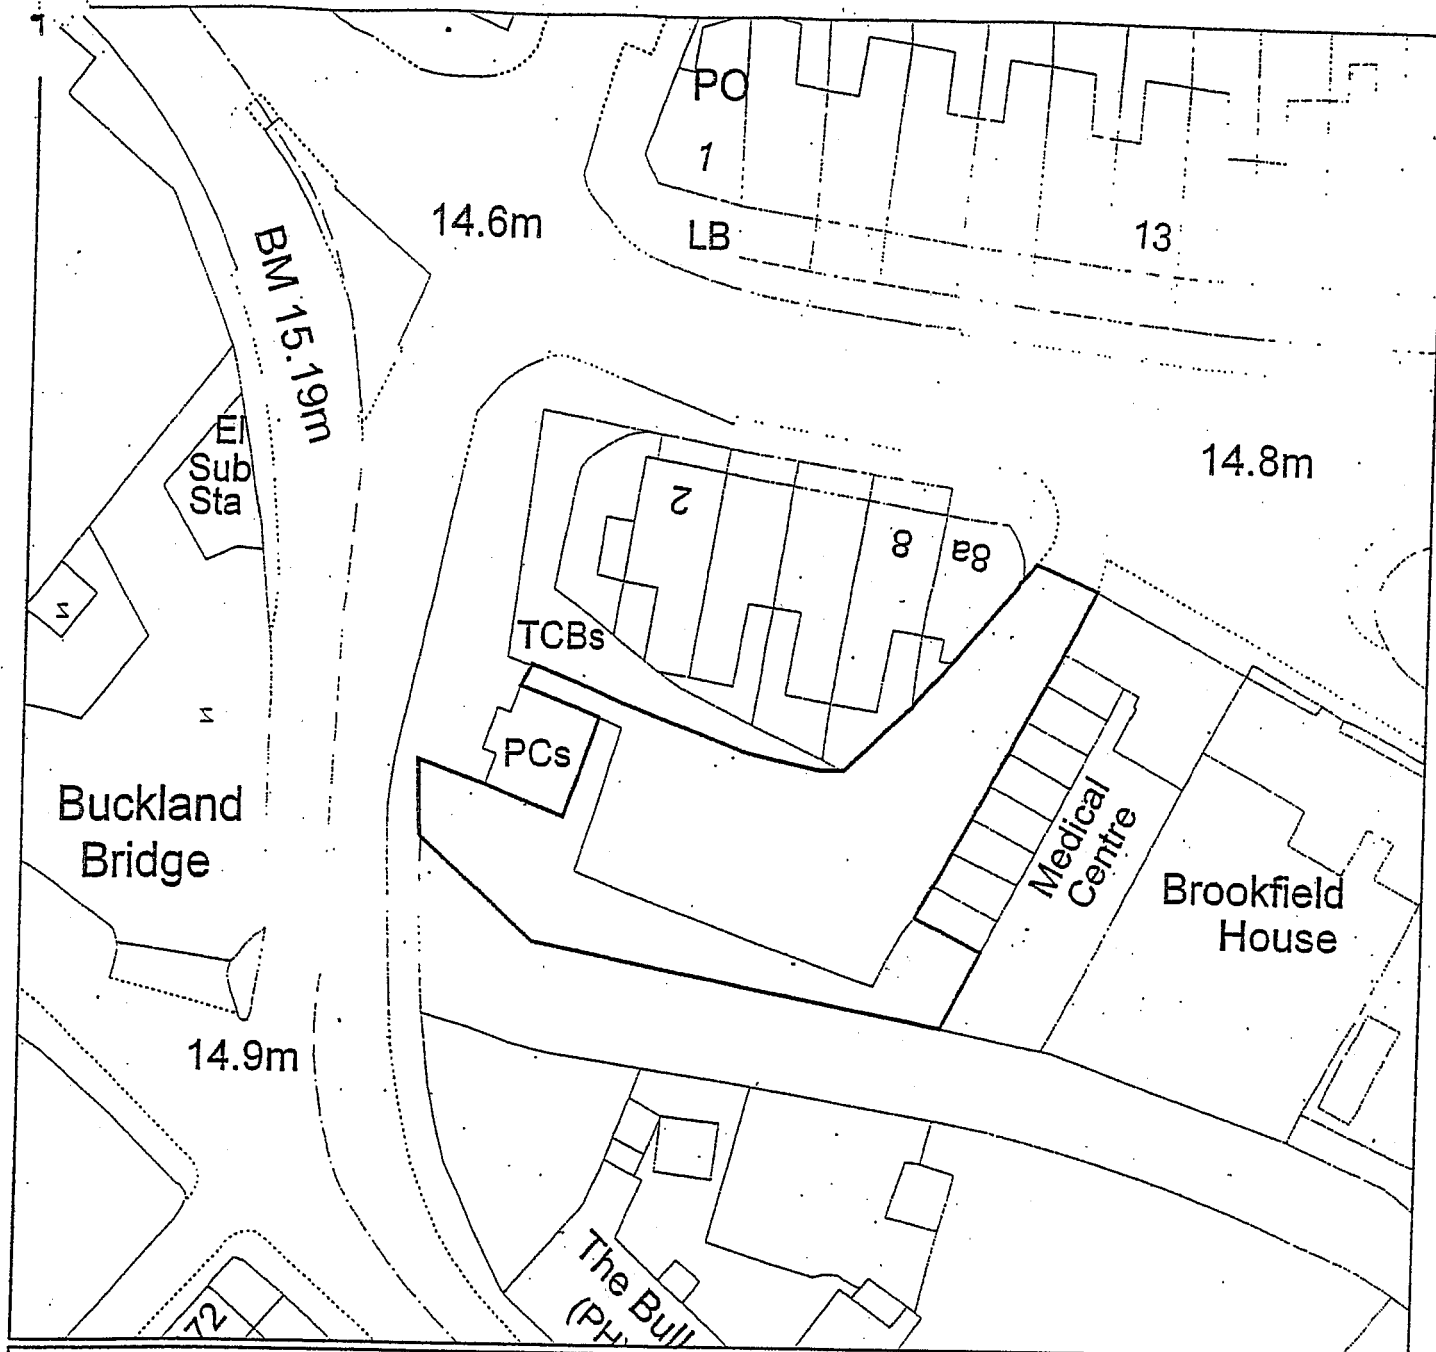 PO
1
14.6m
LB
13
BM 15.19m
El
Sub
Sta
14.8m
2
8
8a
TCBs
PCs
Buckland
Bridge
Medical
Centre
Brookfield
House
14.9m
The Bull
(PH)
72